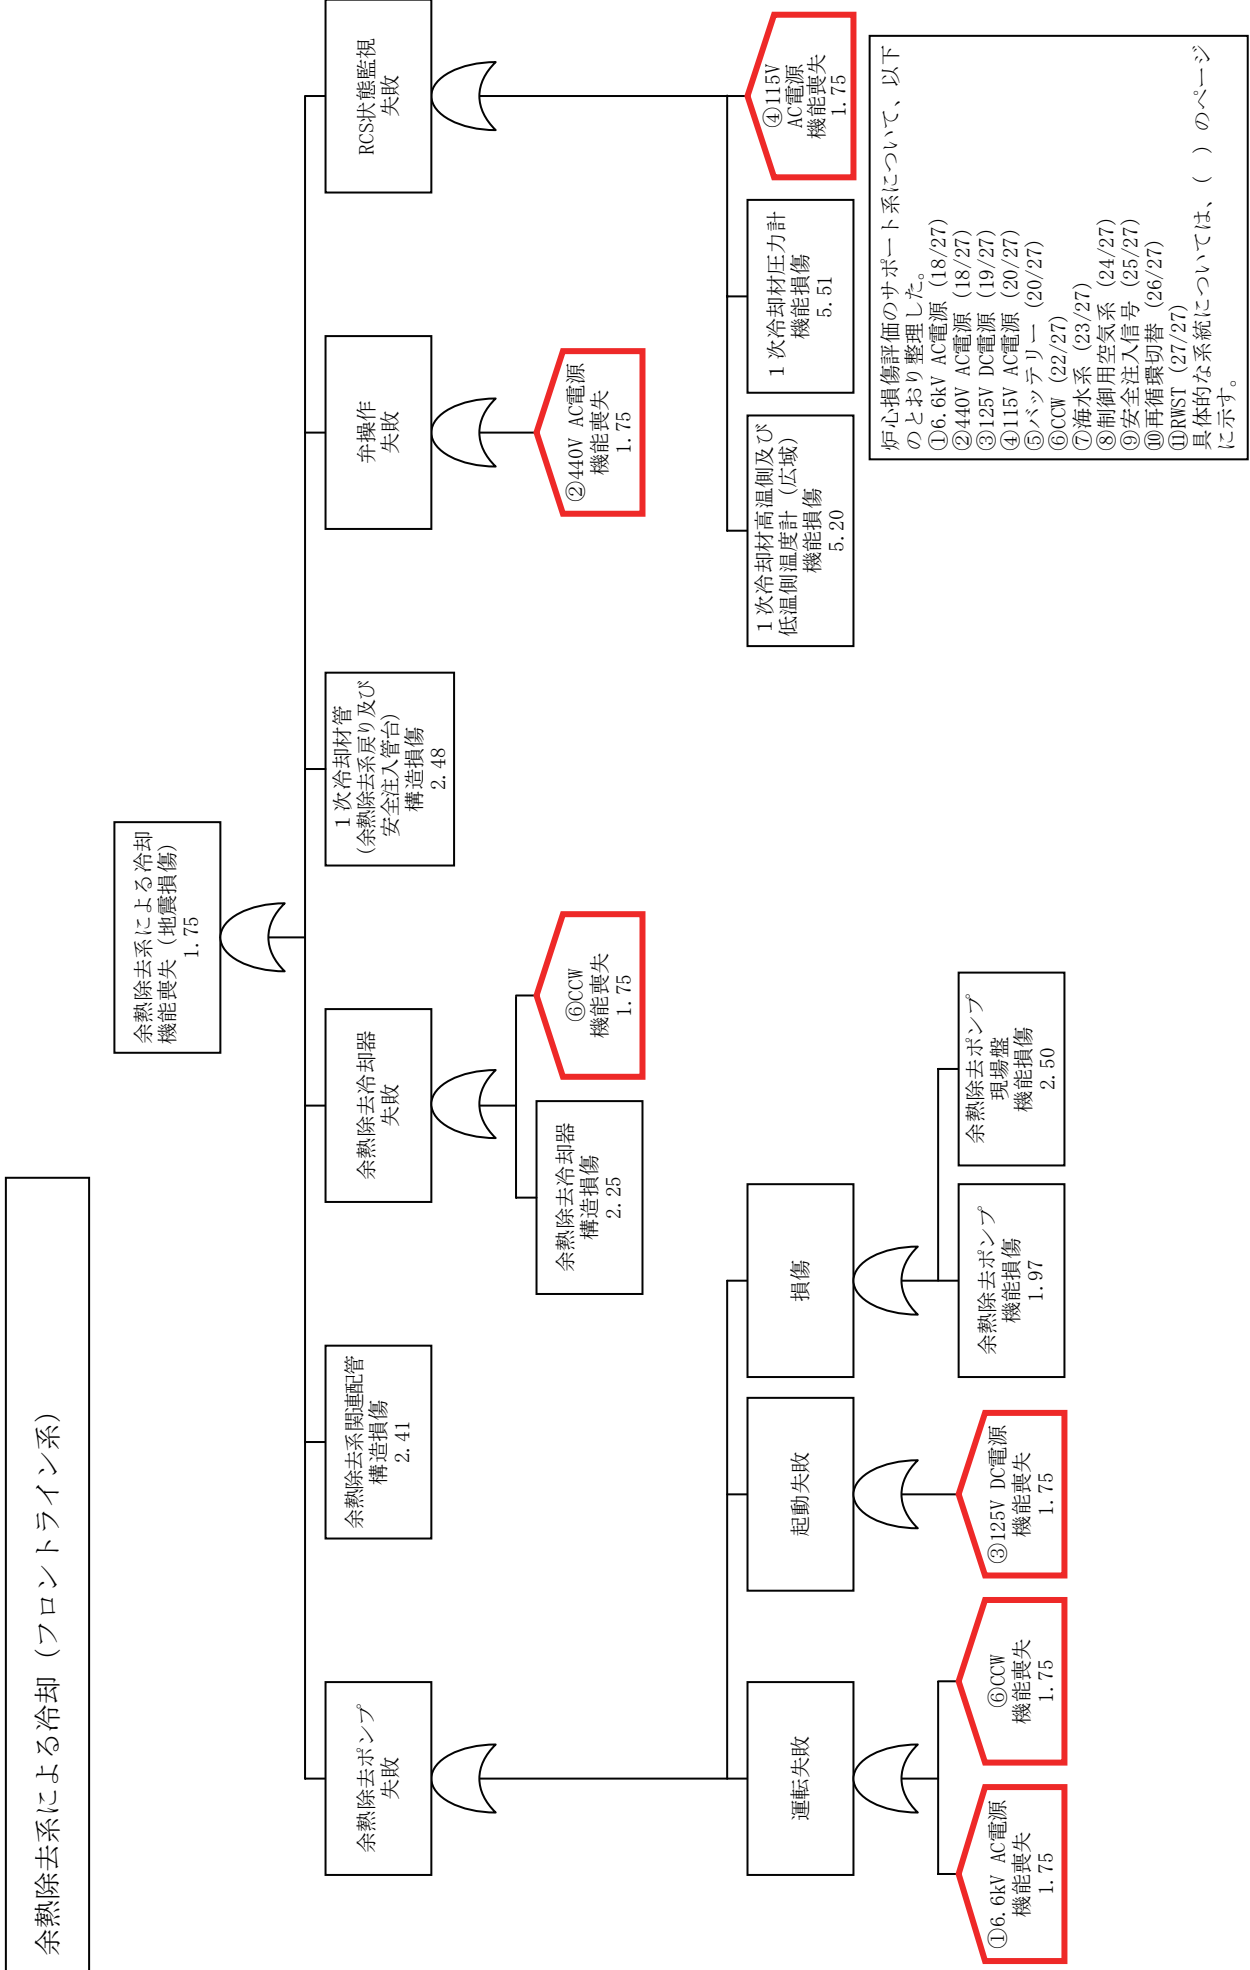 余熱除去系による冷却（フロントライン系）
余熱除去系による冷却
機能喪失（地震損傷）
1.75
余熱除去ポンプ
失敗
余熱除去系関連配管
構造損傷
2.41
余熱除去冷却器
失敗
１次冷却材管
(余熱除去系戻り及び
安全注入管台)
構造損傷
2.48
弁操作
失敗
RCS状態監視
失敗
余熱除去冷却器
構造損傷
2.25
⑥CCW
機能喪失
1.75
②440V AC電源
機能喪失
1.75
運転失敗
起動失敗
損傷
１次冷却材高温側及び
低温側温度計（広域）
機能損傷
5.20
１次冷却材圧力計
機能損傷
5.51
④115V
AC電源
機能喪失
1.75
①6.6kV AC電源
機能喪失
1.75
⑥CCW
機能喪失
1.75
③125V DC電源
機能喪失
1.75
余熱除去ポンプ
機能損傷
1.97
余熱除去ポンプ
現場盤
機能損傷
2.50
炉心損傷評価のサポート系について、以下
のとおり整理した。
①6.6kV AC電源 (18/27)
②440V AC電源 (18/27)
③125V DC電源 (19/27)
④115V AC電源 (20/27)
⑤バッテリー (20/27)
⑥CCW (22/27)
⑦海水系 (23/27)
⑧制御用空気系 (24/27)
⑨安全注入信号 (25/27)
⑩再循環切替 (26/27)
⑪RWST (27/27)
具体的な系統については、( ) のページ
に示す。